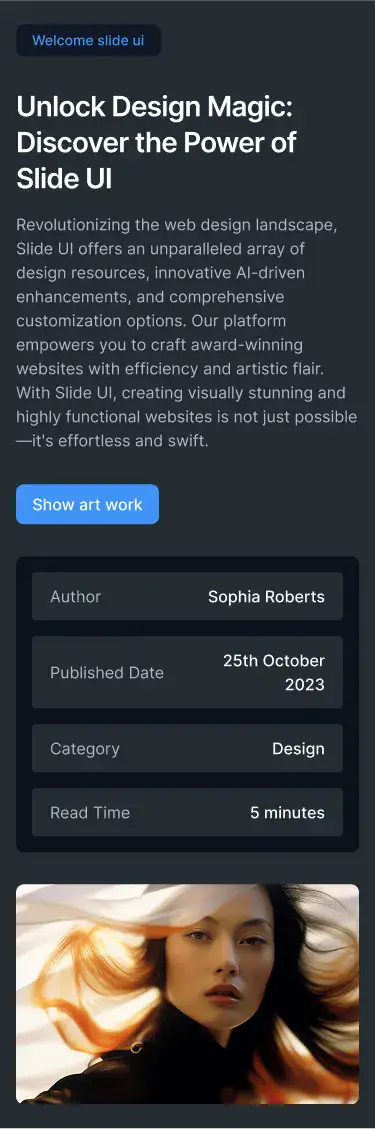 Welcome slide ui
Unlock Design Magic:
Discover the Power of
Slide UI
Revolutionizing the web design landscape,
Slide UI offers an unparalleled array of
design resources, innovative AI-driven
enhancements, and comprehensive
customization options. Our platform
empowers you to craft award-winning
websites with efficiency and artistic flair.
With Slide UI, creating visually stunning and
highly functional websites is not just possible
—it's effortless and swift.
Show art work
Author Sophia Roberts
Published Date 25th October
2023
Category Design
Read Time 5 minutes